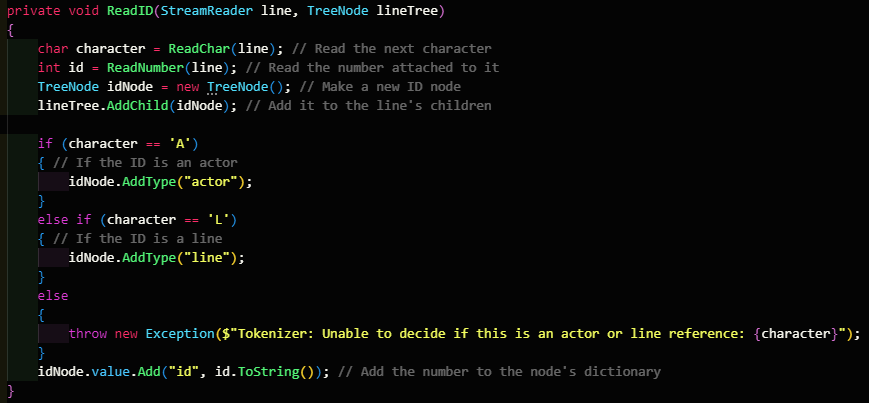 private void ReadID(StreamReader line, TreeNode lineTree)
{
    char character = ReadChar(line); // Read the next character
    int id = ReadNumber(line); // Read the number attached to it
    TreeNode idNode = new TreeNode(); // Make a new ID node
    lineTree.AddChild(idNode); // Add it to the line's children

    if (character == 'A')
    { // If the ID is an actor
        idNode.AddType("actor");
    }
    else if (character == 'L')
    { // If the ID is a line
        idNode.AddType("line");
    }
    else
    {
        throw new Exception($"Tokenizer: Unable to decide if this is an actor or line reference: {character}");
    }
    idNode.value.Add("id", id.ToString()); // Add the number to the node's dictionary
}